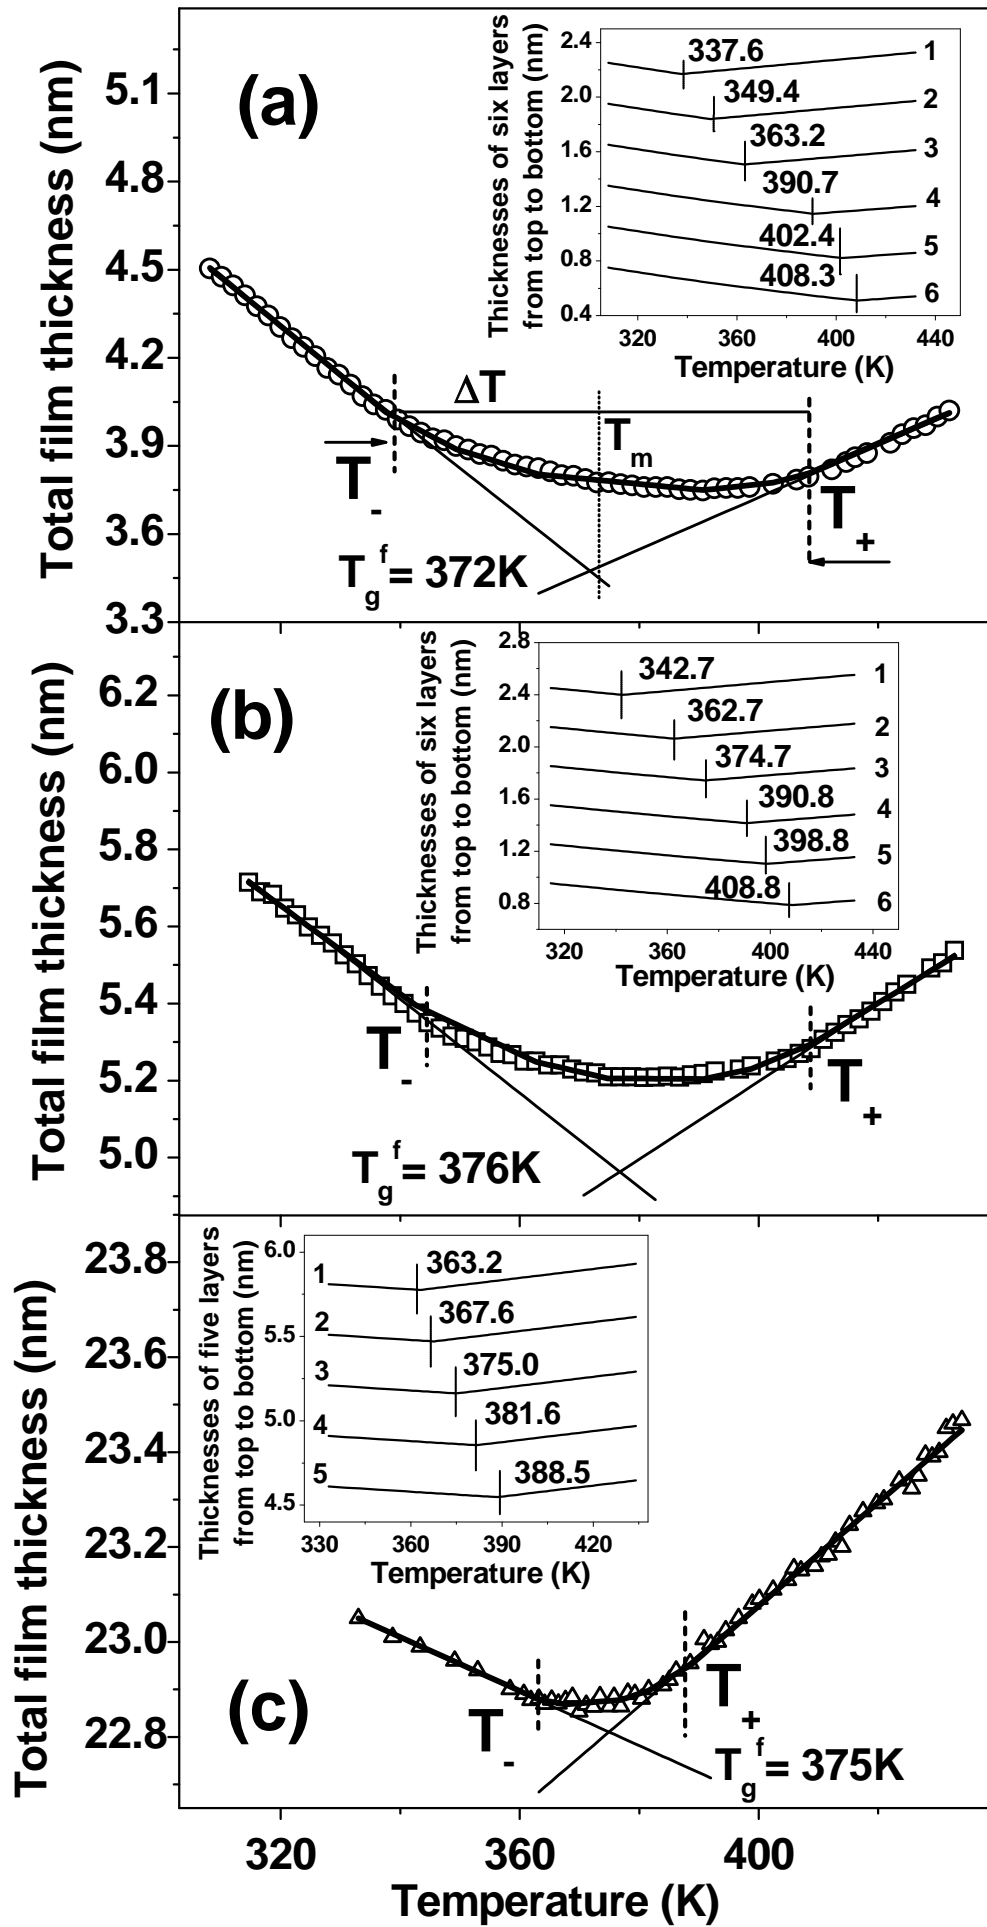 (a)
Total film thickness (nm)
5.1
4.8
4.5
4.2
3.9
3.6
3.3
Thicknesses of six layers
from top to bottom (nm)
2.4
2.0
1.6
1.2
0.8
0.4
337.6
349.4
363.2
390.7
402.4
408.3
1
2
3
4
5
6
320 360 400 440
Temperature (K)
ΔT
T_m
T_-
T_+
T_g^f = 372K
(b)
Total film thickness (nm)
6.2
6.0
5.8
5.6
5.4
5.2
5.0
Thicknesses of six layers
from top to bottom (nm)
2.8
2.4
2.0
1.6
1.2
0.8
342.7
362.7
374.7
390.8
398.8
408.8
1
2
3
4
5
6
320 360 400 440
Temperature (K)
T_-
T_+
T_g^f = 376K
(c)
Total film thickness (nm)
23.8
23.6
23.4
23.2
23.0
22.8
Thicknesses of five layers
from top to bottom (nm)
6.0
5.5
5.0
4.5
1
2
3
4
5
363.2
367.6
375.0
381.6
388.5
330 360 390 420
Temperature (K)
T_-
T_+
T_g^f = 375K
320 360 400
Temperature (K)